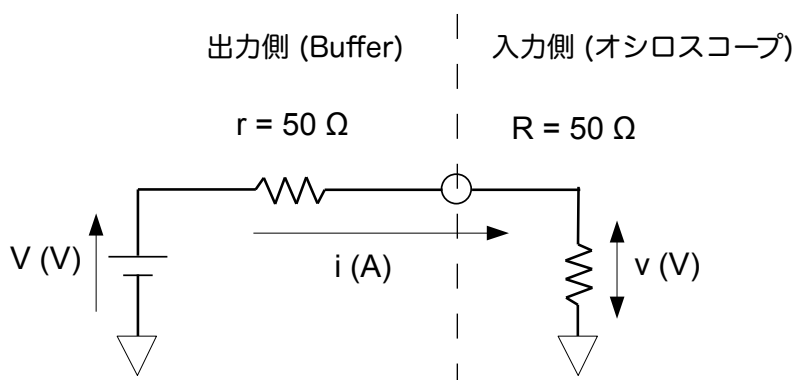 出力側 (Buffer)
入力側 (オシロスコープ)
r = 50 Ω
R = 50 Ω
V (V)
i (A)
v (V)